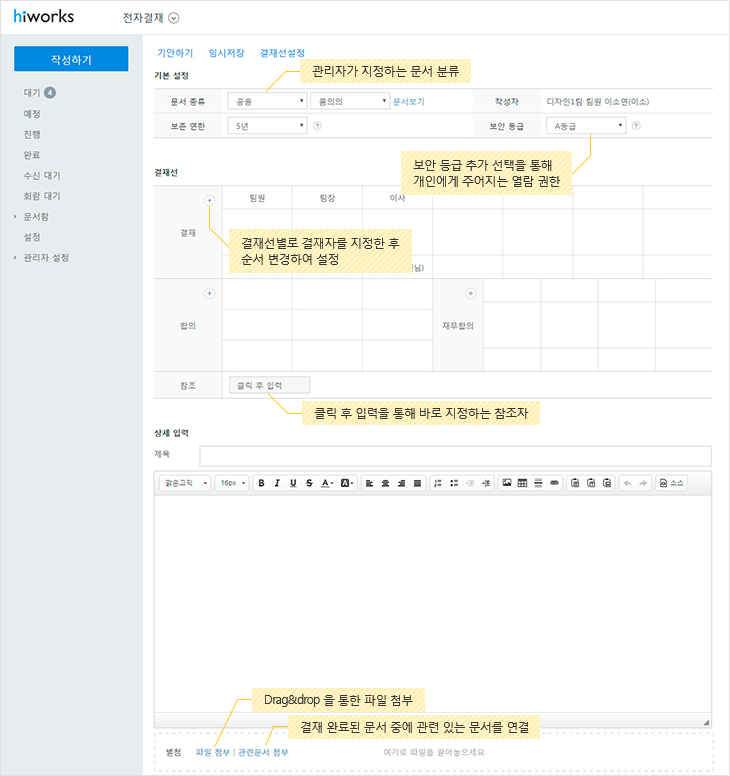 hiworks 전자결재
작성하기
대기 4
예정
진행
완료
수신 대기
회람 대기
문서함
설정
관리자 설정
기안하기 임시저장 결재선설정
기본 설정
관리자가 지정하는 문서 분류
문서 종류 공용 품의의 문서보기 작성자 디자인1팀 팀원 이소연(이소)
보존 연한 5년 ? 보안 등급 A등급 ?
보안 등급 추가 선택을 통해
개인에게 주어지는 열람 권한
결재선
팀원 팀장 이사
결재
결재선별로 결재자를 지정한 후
순서 변경하여 설정
님)
합의 재무합의
참조 클릭 후 입력
클릭 후 입력을 통해 바로 지정하는 참조자
상세 입력
제목
맑은고딕 16px B I U S A A 소스
Drag&drop 을 통한 파일 첨부
결재 완료된 문서 중에 관련 있는 문서를 연결
별첨 파일 첨부 | 관련문서 첨부 여기로 파일을 끌어놓으세요